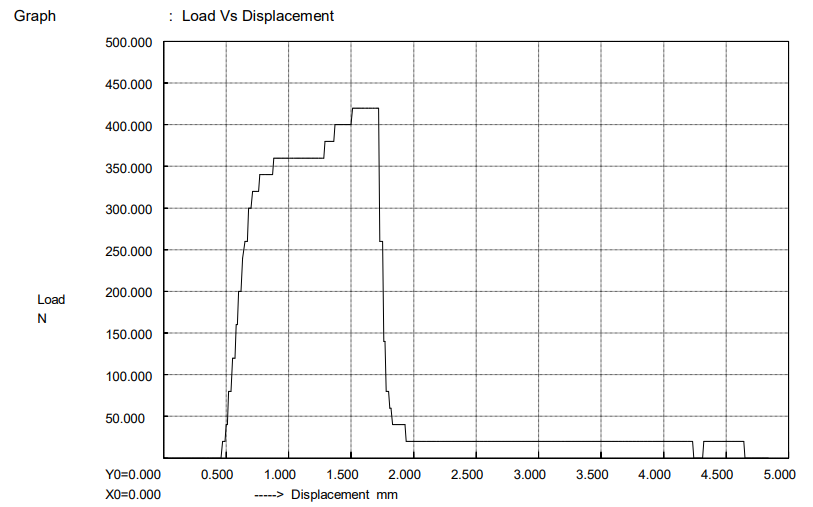 Graph : Load Vs Displacement
500.000
450.000
400.000
350.000
300.000
250.000
Load 200.000
N
150.000
100.000
50.000
Y0=0.000 0.500 1.000 1.500 2.000 2.500 3.000 3.500 4.000 4.500 5.000
X0=0.000 -----> Displacement mm